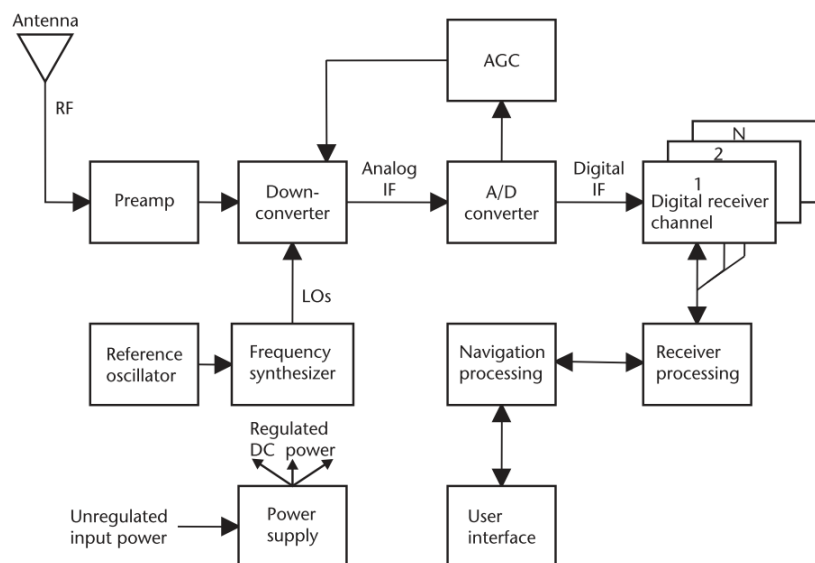 Antenna
RF
AGC
Preamp
Down-
converter
Analog
IF
A/D
converter
Digital
IF
N
2
1
Digital receiver
channel
LOs
Reference
oscillator
Frequency
synthesizer
Navigation
processing
Receiver
processing
Regulated
DC power
Unregulated
input power
Power
supply
User
interface